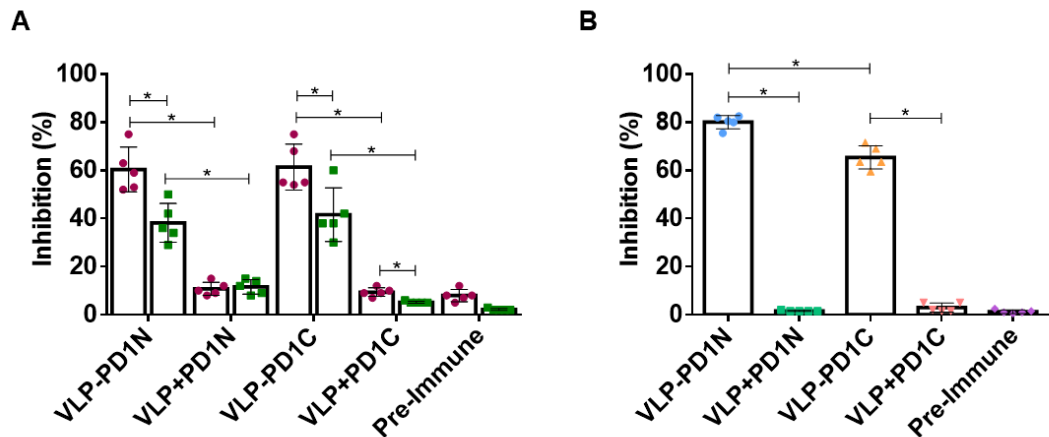 A
B
Inhibition (%)
100
80
60
40
20
0
*
*
*
*
*
*
*
VLP-PD1N
VLP+PD1N
VLP-PD1C
VLP+PD1C
Pre-Immune
Inhibition (%)
100
80
60
40
20
0
*
*
*
VLP-PD1N
VLP+PD1N
VLP-PD1C
VLP+PD1C
Pre-Immune